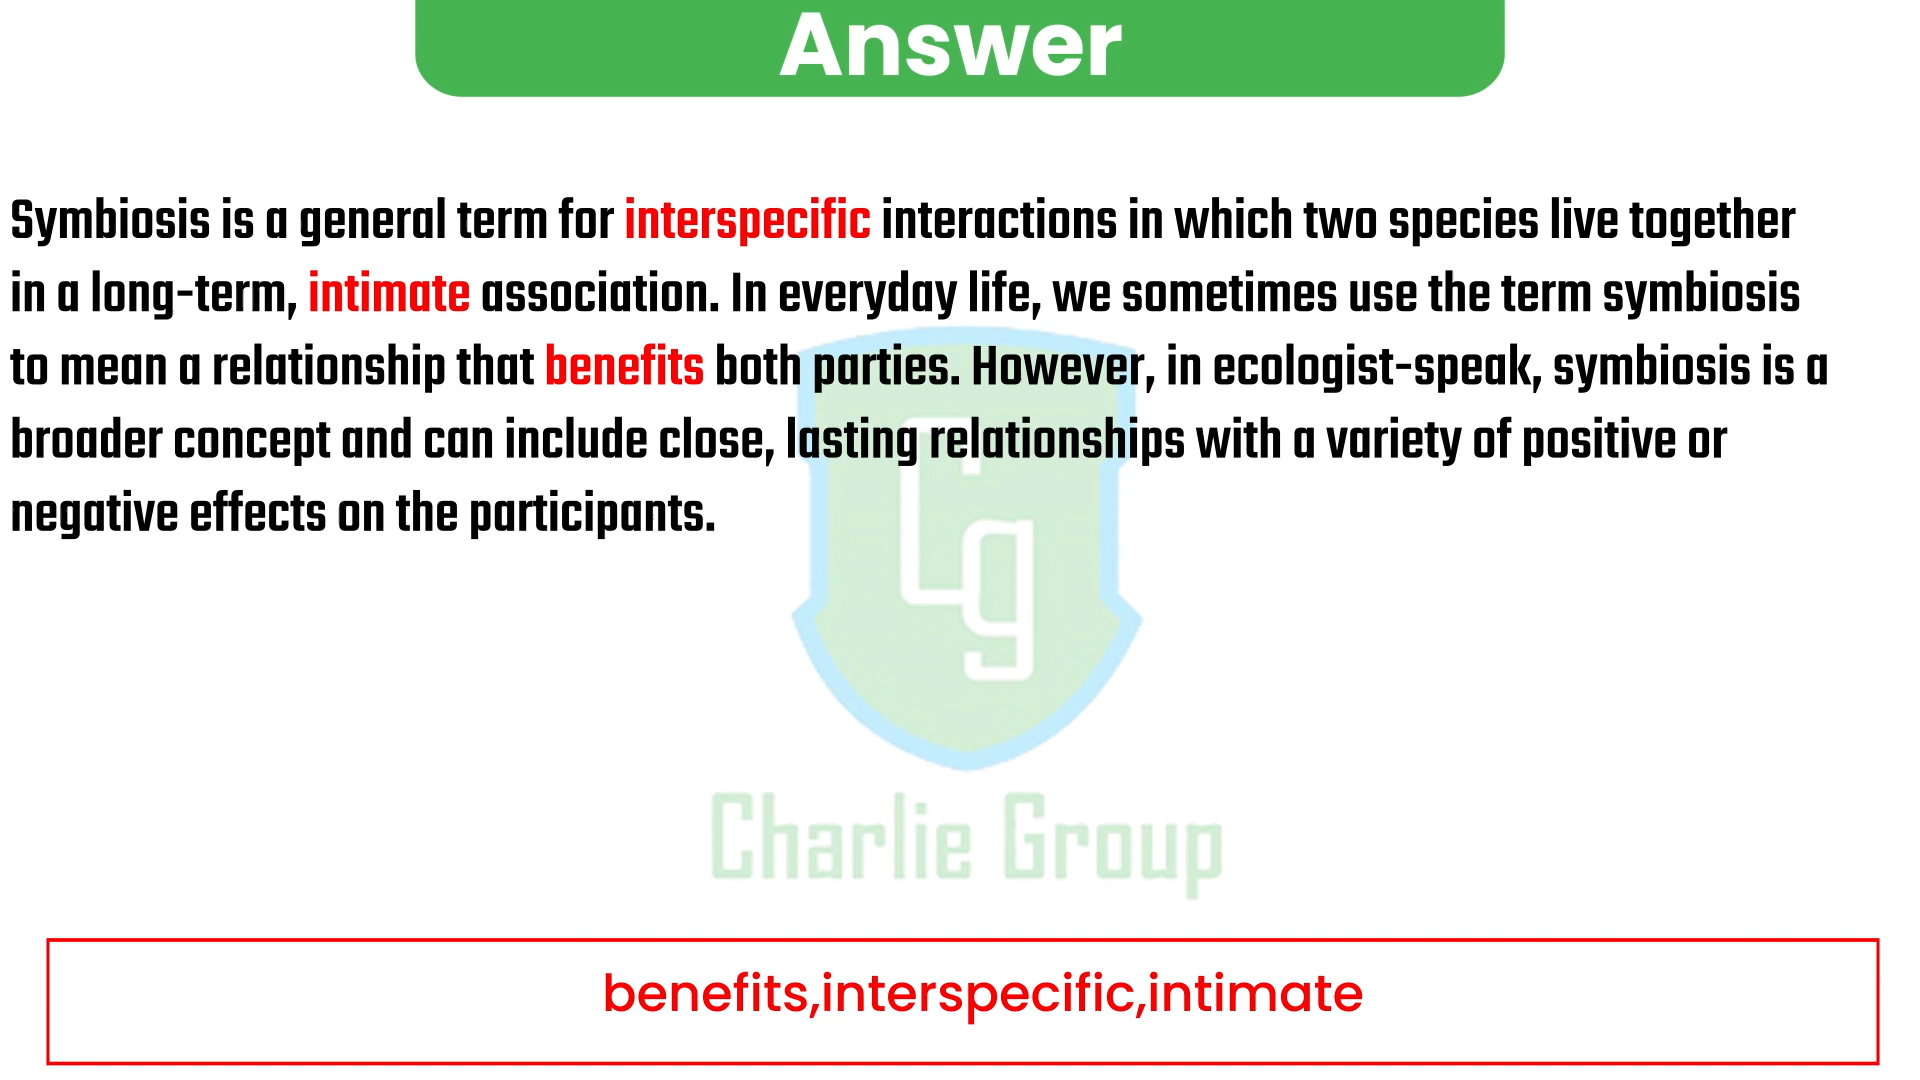 Answer
Symbiosis is a general term for interspecific interactions in which two species live together
in a long-term, intimate association. In everyday life, we sometimes use the term symbiosis
to mean a relationship that benefits both parties. However, in ecologist-speak, symbiosis is a
broader concept and can include close, lasting relationships with a variety of positive or
negative effects on the participants.
Cg
Charlie Group
benefits,interspecific,intimate